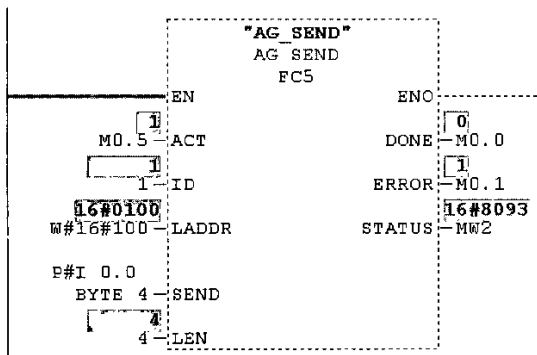 "AG_SEND"
AG SEND
FC5
EN ENO
1 0
M0.5 ACT DONE M0.0
1 1
1 ID ERROR M0.1
16#0100 16#8093
W#16#100 LADDR STATUS MW2
P#I 0.0
BYTE 4 SEND
4
4 LEN